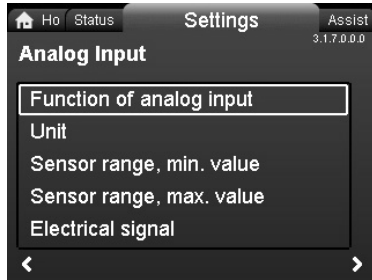 Ho Status Settings Assist
3.1.7.0.0.0
Analog Input
Function of analog input
Unit
Sensor range, min. value
Sensor range, max. value
Electrical signal